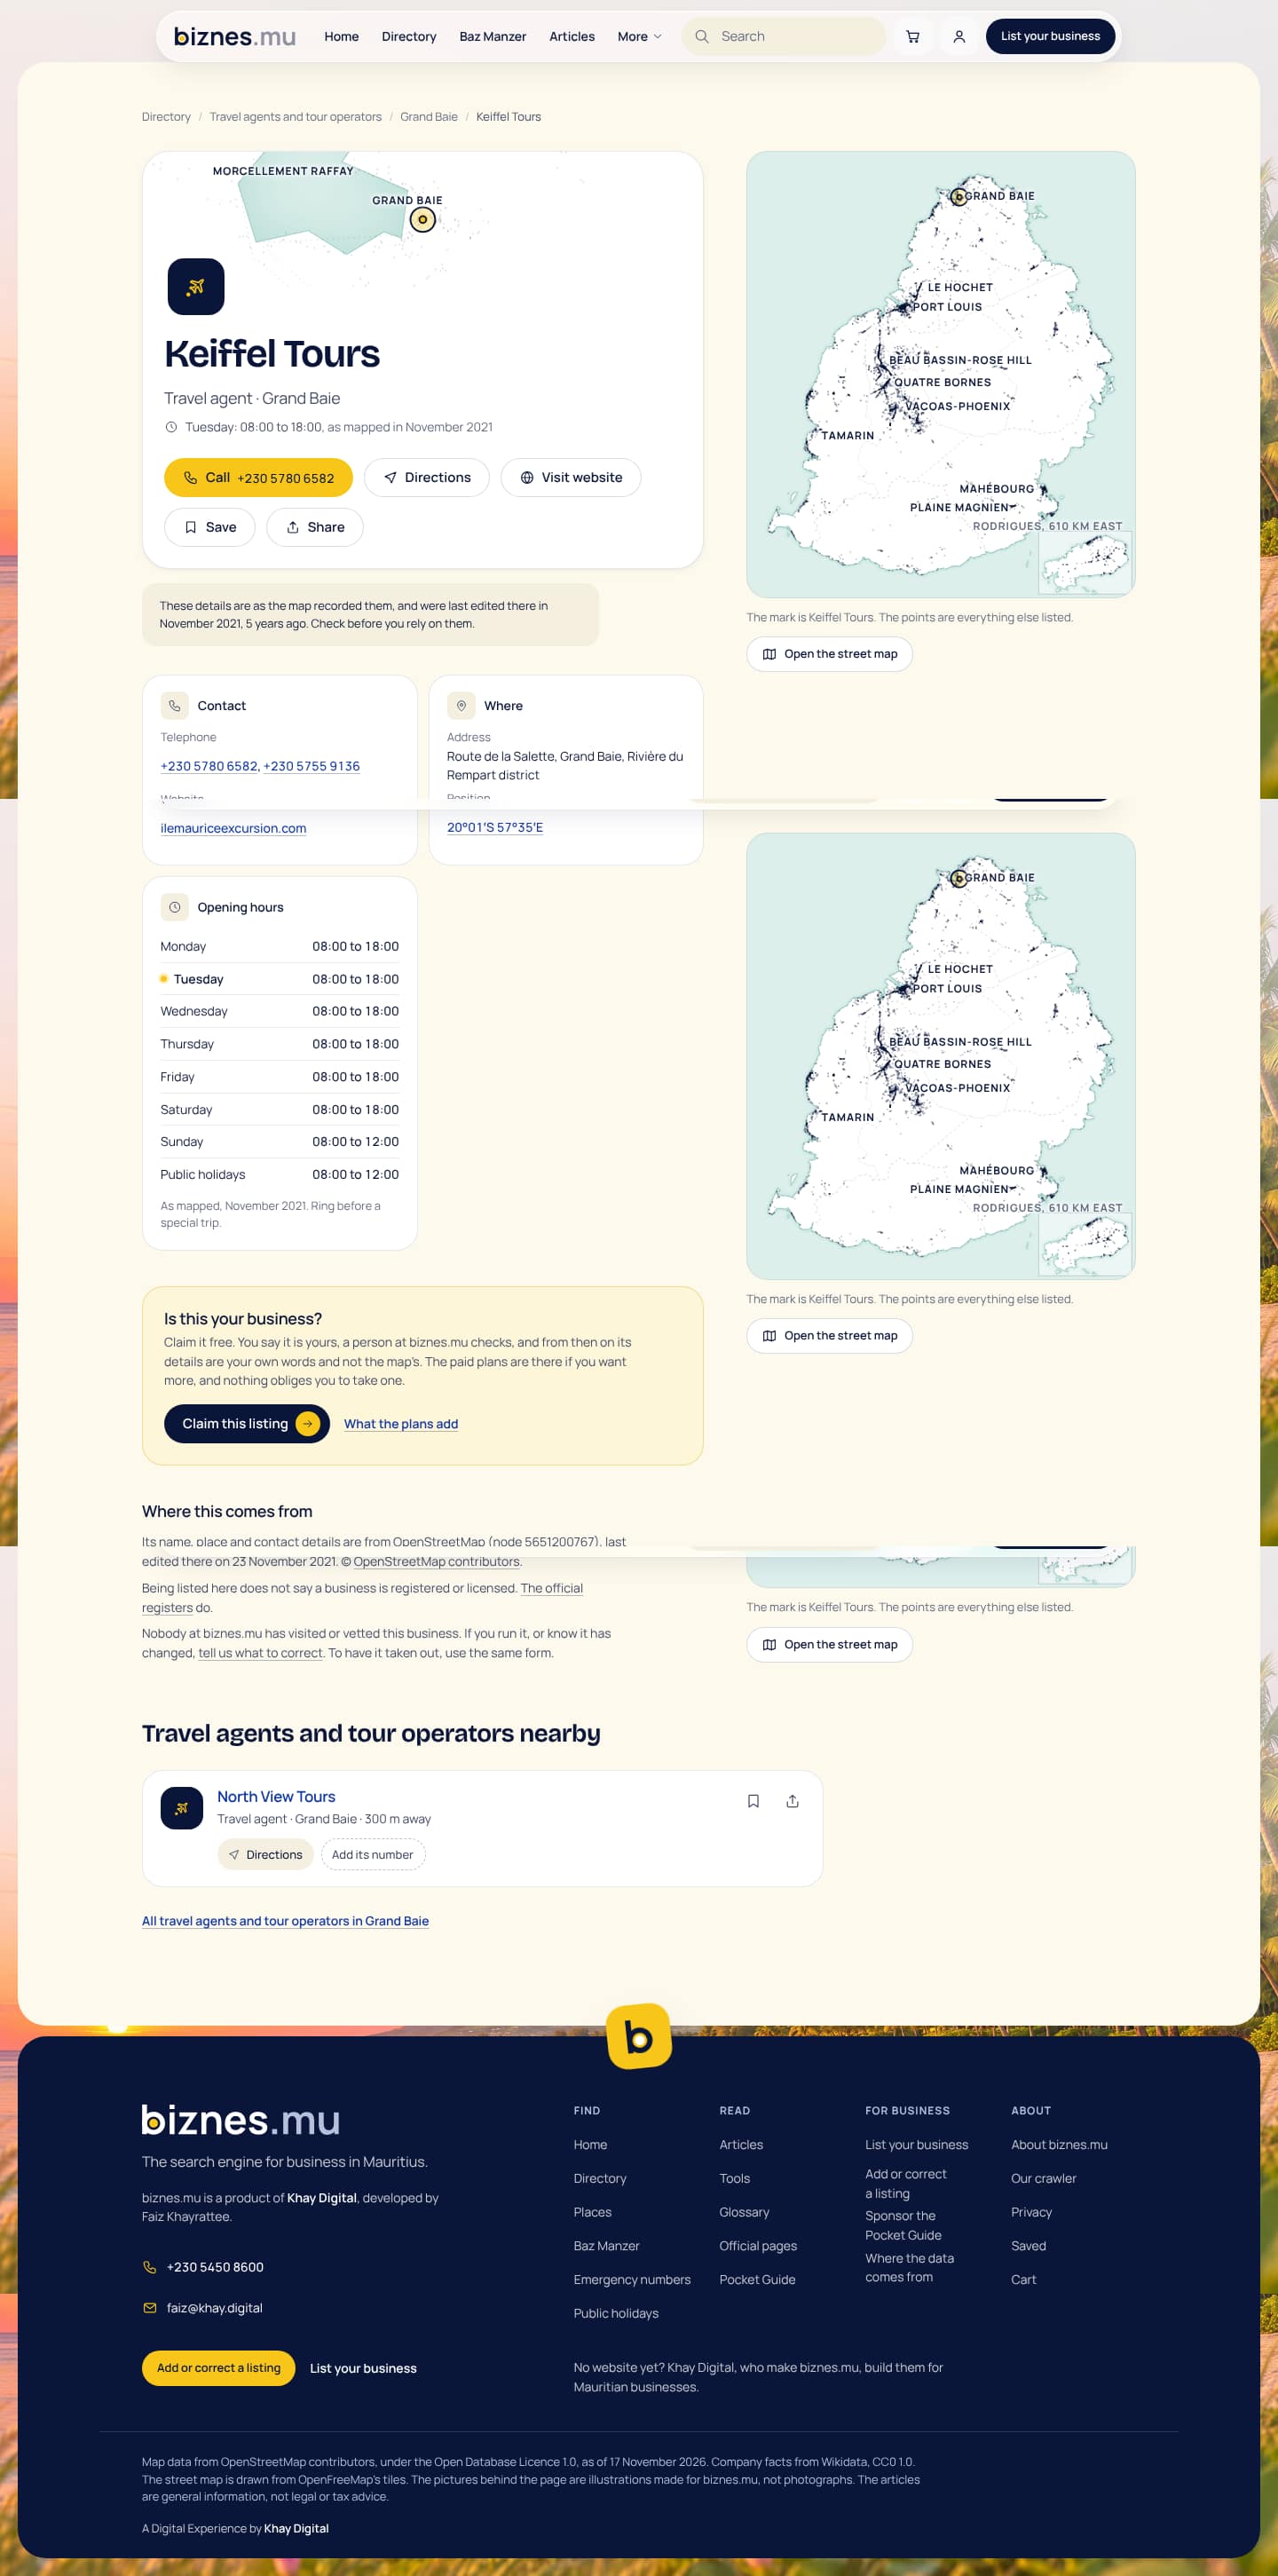 biznes.mu
Home
Directory
Baz Manzer
Articles
More
Search
List your business
Directory / Travel agents and tour operators / Grand Baie / Keiffel Tours
MORCELLEMENT RAFFAY
GRAND BAIE
Keiffel Tours
Travel agent · Grand Baie
Tuesday: 08:00 to 18:00, as mapped in November 2021
Call +230 5780 6582
Directions
Visit website
Save
Share
These details are as the map recorded them, and were last edited there in
November 2021, 5 years ago. Check before you rely on them.
GRAND BAIE
LE HOCHET
PORT LOUIS
BEAU BASSIN-ROSE HILL
QUATRE BORNES
VACOAS-PHOENIX
TAMARIN
MAHÉBOURG
PLAINE MAGNIEN
RODRIGUES, 610 KM EAST
The mark is Keiffel Tours. The points are everything else listed.
Open the street map
Contact
Telephone
+230 5780 6582, +230 5755 9136
Website
ilemauriceexcursion.com
Where
Address
Route de la Salette, Grand Baie, Rivière du
Rempart district
Position
20°01'S 57°35'E
Opening hours
Monday 08:00 to 18:00
Tuesday 08:00 to 18:00
Wednesday 08:00 to 18:00
Thursday 08:00 to 18:00
Friday 08:00 to 18:00
Saturday 08:00 to 18:00
Sunday 08:00 to 12:00
Public holidays 08:00 to 12:00
As mapped, November 2021. Ring before a
special trip.
GRAND BAIE
LE HOCHET
PORT LOUIS
BEAU BASSIN-ROSE HILL
QUATRE BORNES
VACOAS-PHOENIX
TAMARIN
MAHÉBOURG
PLAINE MAGNIEN
RODRIGUES, 610 KM EAST
The mark is Keiffel Tours. The points are everything else listed.
Open the street map
Is this your business?
Claim it free. You say it is yours, a person at biznes.mu checks, and from then on its
details are your own words and not the map's. The paid plans are there if you want
more, and nothing obliges you to take one.
Claim this listing
What the plans add
Where this comes from
Its name, place and contact details are from OpenStreetMap (node 5651200767), last
edited there on 23 November 2021. © OpenStreetMap contributors.
Being listed here does not say a business is registered or licensed. The official
registers do.
Nobody at biznes.mu has visited or vetted this business. If you run it, or know it has
changed, tell us what to correct. To have it taken out, use the same form.
The mark is Keiffel Tours. The points are everything else listed.
Open the street map
Travel agents and tour operators nearby
North View Tours
Travel agent · Grand Baie · 300 m away
Directions
Add its number
All travel agents and tour operators in Grand Baie
b
biznes.mu
The search engine for business in Mauritius.
biznes.mu is a product of Khay Digital, developed by
Faiz Khayrattee.
+230 5450 8600
faiz@khay.digital
Add or correct a listing
List your business
FIND
Home
Directory
Places
Baz Manzer
Emergency numbers
Public holidays
READ
Articles
Tools
Glossary
Official pages
Pocket Guide
FOR BUSINESS
List your business
Add or correct
a listing
Sponsor the
Pocket Guide
Where the data
comes from
ABOUT
About biznes.mu
Our crawler
Privacy
Saved
Cart
No website yet? Khay Digital, who make biznes.mu, build them for
Mauritian businesses.
Map data from OpenStreetMap contributors, under the Open Database Licence 1.0, as of 17 November 2026. Company facts from Wikidata, CC0 1.0.
The street map is drawn from OpenFreeMap's tiles. The pictures behind the page are illustrations made for biznes.mu, not photographs. The articles
are general information, not legal or tax advice.
A Digital Experience by Khay Digital